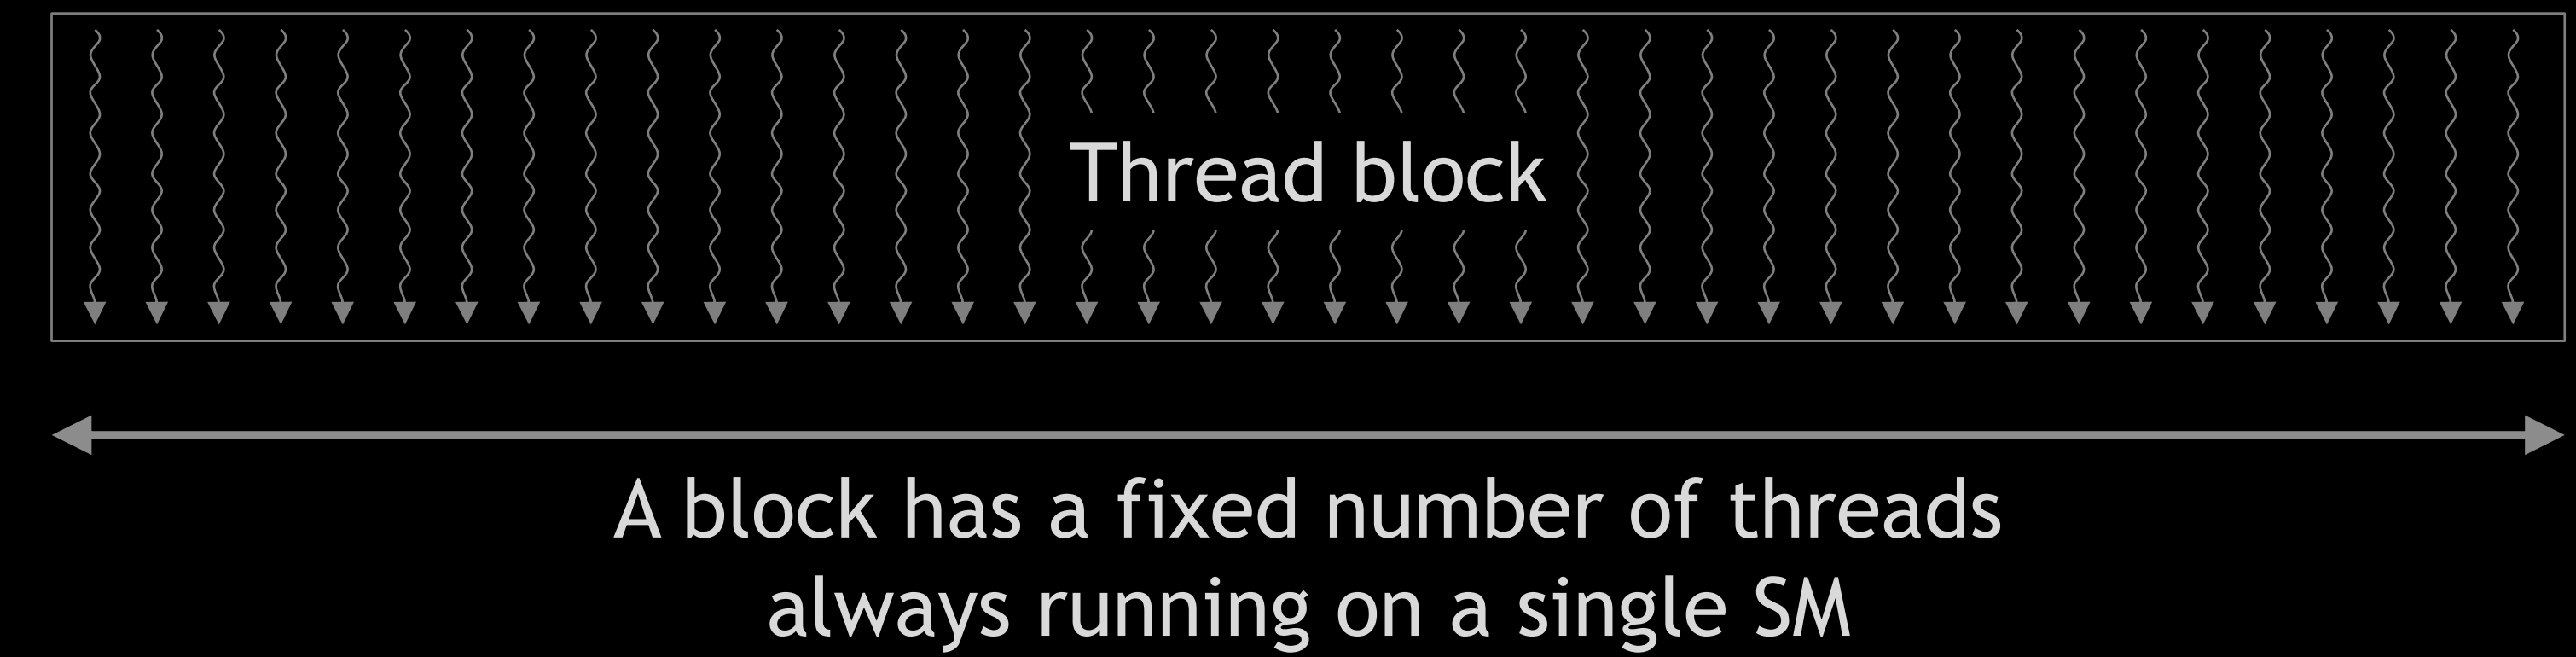 Thread block
A block has a fixed number of threads
always running on a single SM